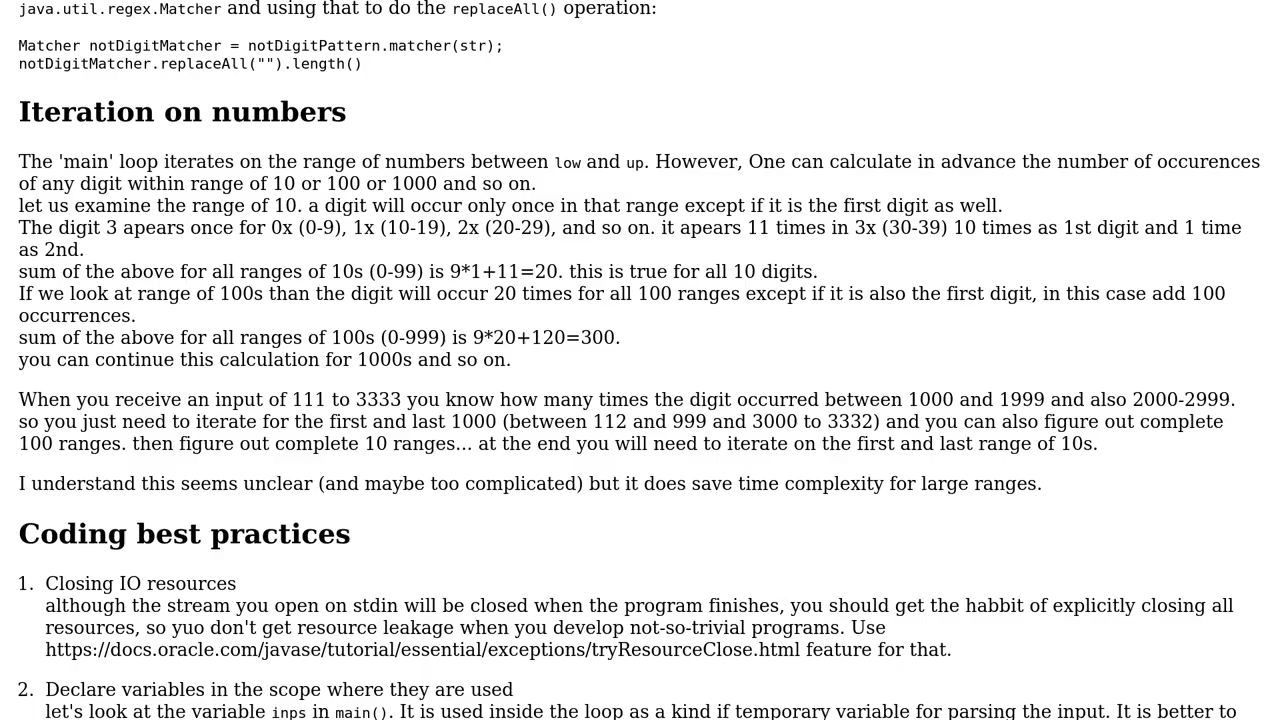 java.util.regex.Matcher and using that to do the replaceAll() operation:
Matcher notDigitMatcher = notDigitPattern.matcher(str);
notDigitMatcher.replaceAll("").length()
Iteration on numbers
The 'main' loop iterates on the range of numbers between low and up. However, One can calculate in advance the number of occurences
of any digit within range of 10 or 100 or 1000 and so on.
let us examine the range of 10. a digit will occur only once in that range except if it is the first digit as well.
The digit 3 apears once for 0x (0-9), 1x (10-19), 2x (20-29), and so on. it apears 11 times in 3x (30-39) 10 times as 1st digit and 1 time
as 2nd.
sum of the above for all ranges of 10s (0-99) is 9*1+11=20. this is true for all 10 digits.
If we look at range of 100s than the digit will occur 20 times for all 100 ranges except if it is also the first digit, in this case add 100
occurrences.
sum of the above for all ranges of 100s (0-999) is 9*20+120=300.
you can continue this calculation for 1000s and so on.
When you receive an input of 111 to 3333 you know how many times the digit occurred between 1000 and 1999 and also 2000-2999.
so you just need to iterate for the first and last 1000 (between 112 and 999 and 3000 to 3332) and you can also figure out complete
100 ranges. then figure out complete 10 ranges... at the end you will need to iterate on the first and last range of 10s.
I understand this seems unclear (and maybe too complicated) but it does save time complexity for large ranges.
Coding best practices
1. Closing IO resources
although the stream you open on stdin will be closed when the program finishes, you should get the habbit of explicitly closing all
resources, so yuo don't get resource leakage when you develop not-so-trivial programs. Use
https://docs.oracle.com/javase/tutorial/essential/exceptions/tryResourceClose.html feature for that.
2. Declare variables in the scope where they are used
let's look at the variable inps in main(). It is used inside the loop as a kind if temporary variable for parsing the input. It is better to